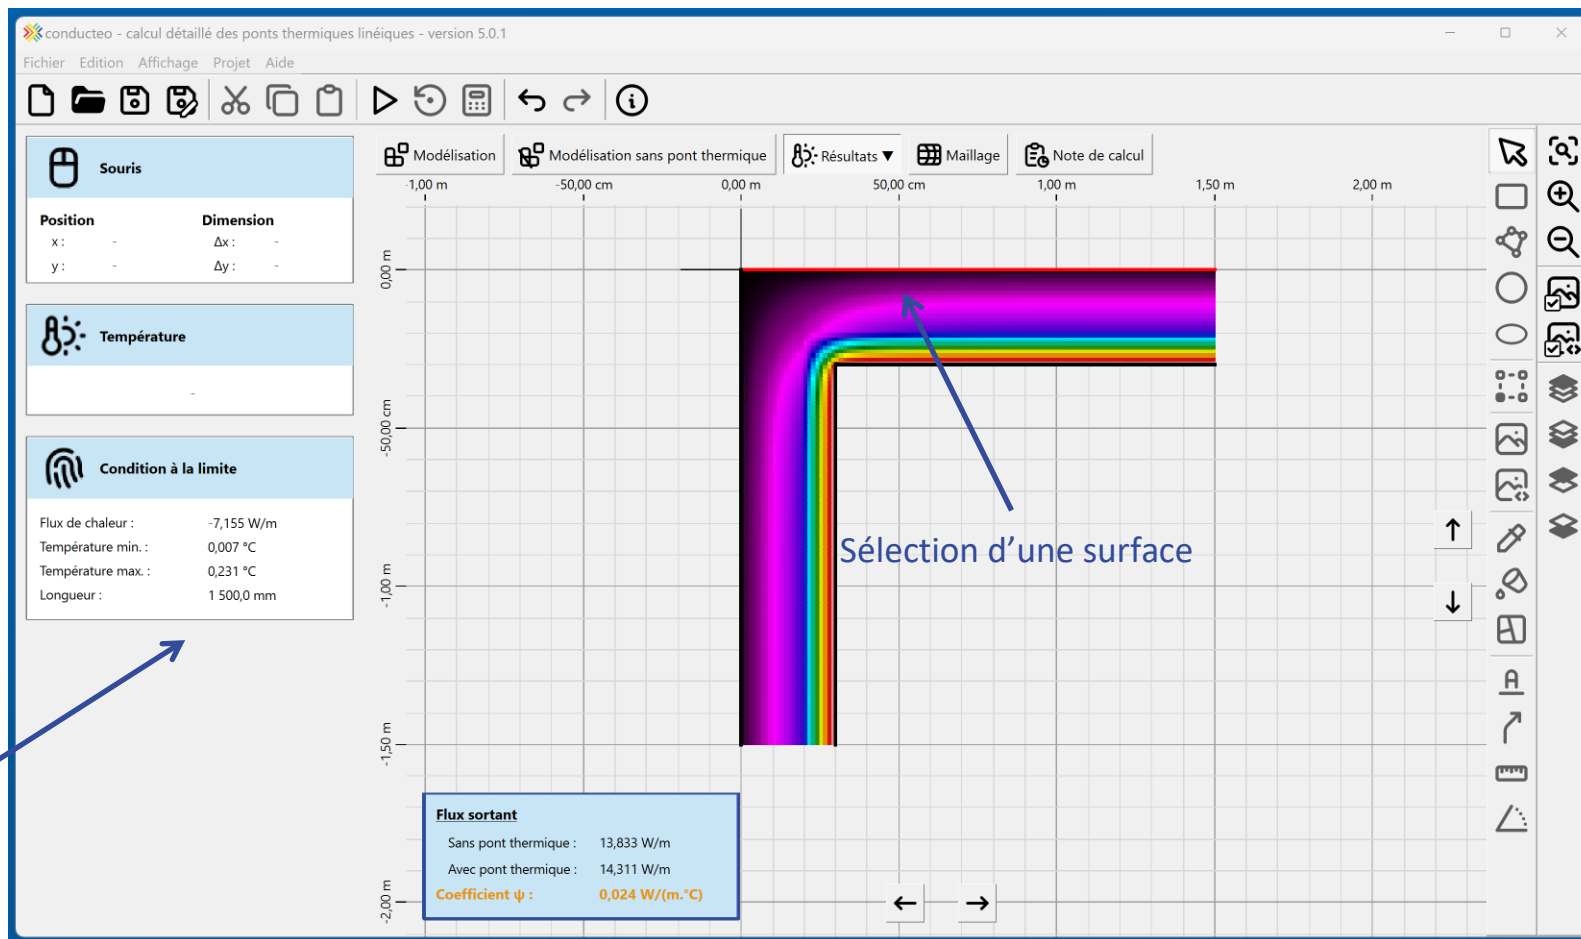 conducteo - calcul détaillé des ponts thermiques linéiques - version 5.0.1
Fichier Edition Affichage Projet Aide
Souris
Position Dimension
x : - Δx : -
y : - Δy : -
Température
-
Condition à la limite
Flux de chaleur : -7,155 W/m
Température min. : 0,007 °C
Température max. : 0,231 °C
Longueur : 1 500,0 mm
Modélisation Modélisation sans pont thermique Résultats ▼ Maillage Note de calcul
-1,00 m -50,00 cm 0,00 m 50,00 cm 1,00 m 1,50 m 2,00 m
0,00 m
-50,00 cm
-1,00 m
-1,50 m
-2,00 m
Sélection d’une surface
Flux sortant
Sans pont thermique : 13,833 W/m
Avec pont thermique : 14,311 W/m
Coefficient ψ : 0,024 W/(m.°C)
A